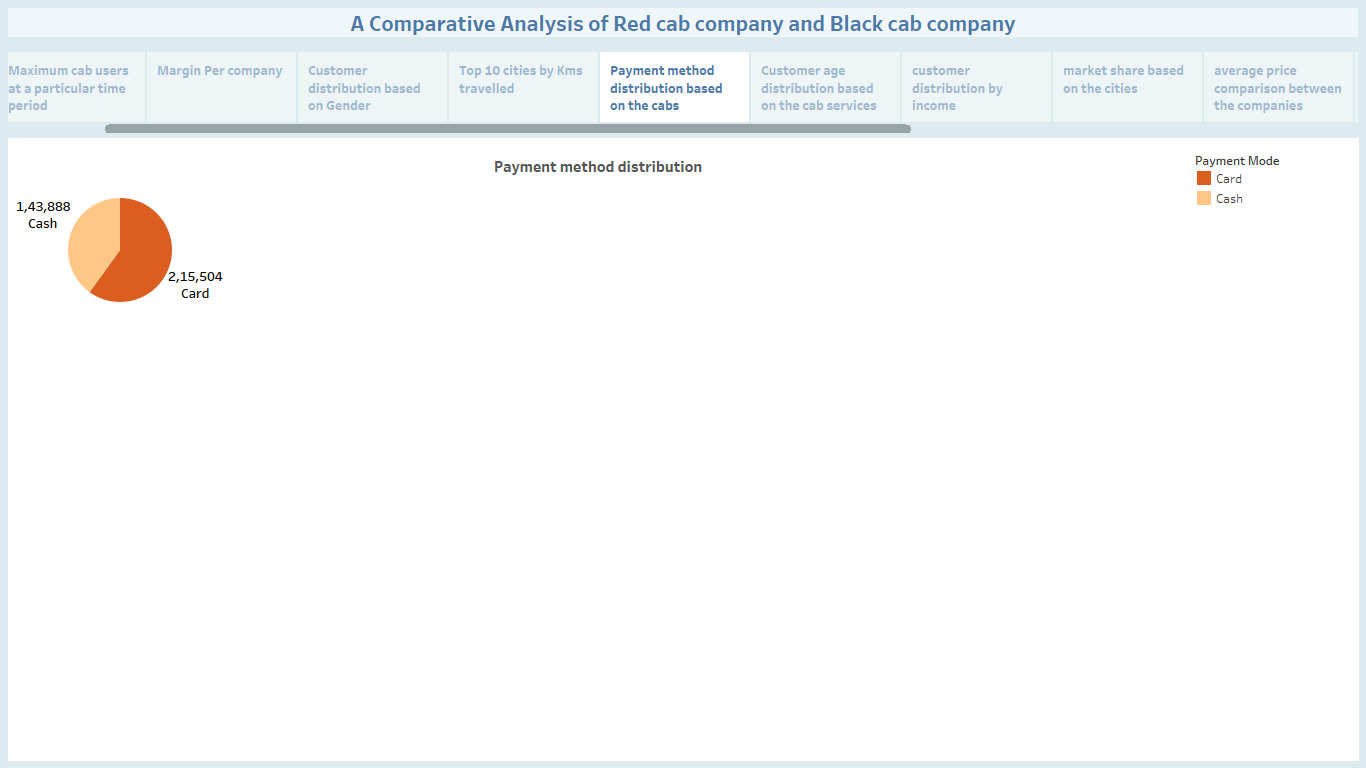 A Comparative Analysis of Red cab company and Black cab company
Maximum cab users
at a particular time
period
Margin Per company
Customer
distribution based
on Gender
Top 10 cities by Kms
travelled
Payment method
distribution based
on the cabs
Customer age
distribution based
on the cab services
customer
distribution by
income
market share based
on the cities
average price
comparison between
the companies
Payment method distribution
Payment Mode
Card
Cash
1,43,888
Cash
2,15,504
Card